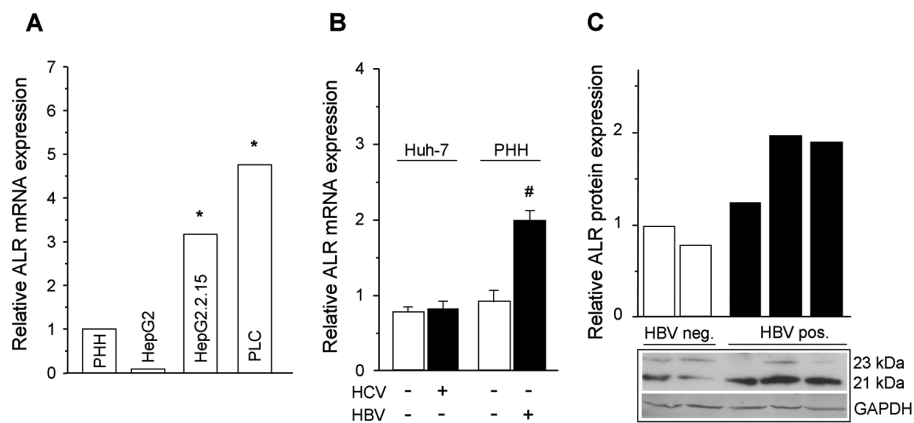 A
Relative ALR mRNA expression
7
6
5
4
3
2
1
0
PHH
HepG2
HepG2.2.15
*
PLC
*
B
Relative ALR mRNA expression
4
3
2
1
0
Huh-7
PHH
#
HCV - + - -
HBV - - - +
C
Relative ALR protein expression
2
1
0
HBV neg. HBV pos.
23 kDa
21 kDa
GAPDH